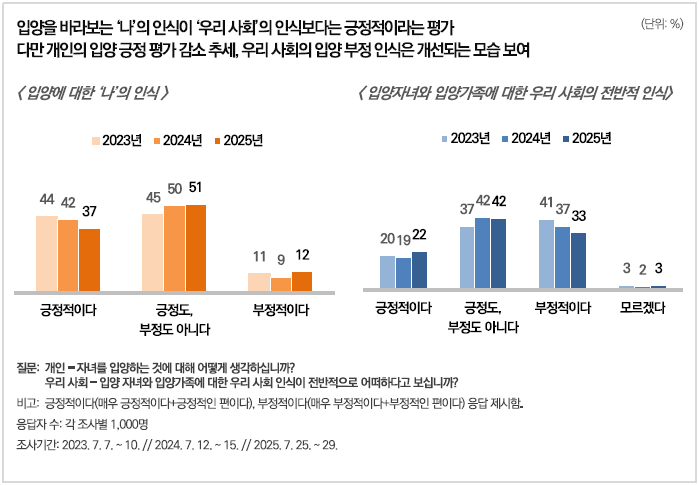 입양을 바라보는 ‘나’의 인식이 ‘우리 사회’의 인식보다는 긍정적이라는 평가
(단위: %)
다만 개인의 입양 긍정 평가 감소 추세, 우리 사회의 입양 부정 인식은 개선되는 모습 보여
< 입양에 대한 ‘나’의 인식 >
2023년 2024년 2025년
44 42 37 45 50 51 11 9 12
긍정적이다 긍정도, 부정적이다
부정도 아니다
< 입양자녀와 입양가족에 대한 우리 사회의 전반적 인식>
2023년 2024년 2025년
20 19 22 37 42 42 41 37 33 3 2 3
긍정적이다 긍정도, 부정적이다 모르겠다
부정도 아니다
질문: 개인 – 자녀를 입양하는 것에 대해 어떻게 생각하십니까?
우리 사회 – 입양 자녀와 입양가족에 대한 우리 사회 인식이 전반적으로 어떠하다고 보십니까?
비고: 긍정적이다(매우 긍정적이다+긍정적인 편이다), 부정적이다(매우 부정적이다+부정적인 편이다) 응답 제시함.
응답자 수: 각 조사별 1,000명
조사기간: 2023. 7. 7. ~ 10. // 2024. 7. 12. ~ 15. // 2025. 7. 25. ~ 29.